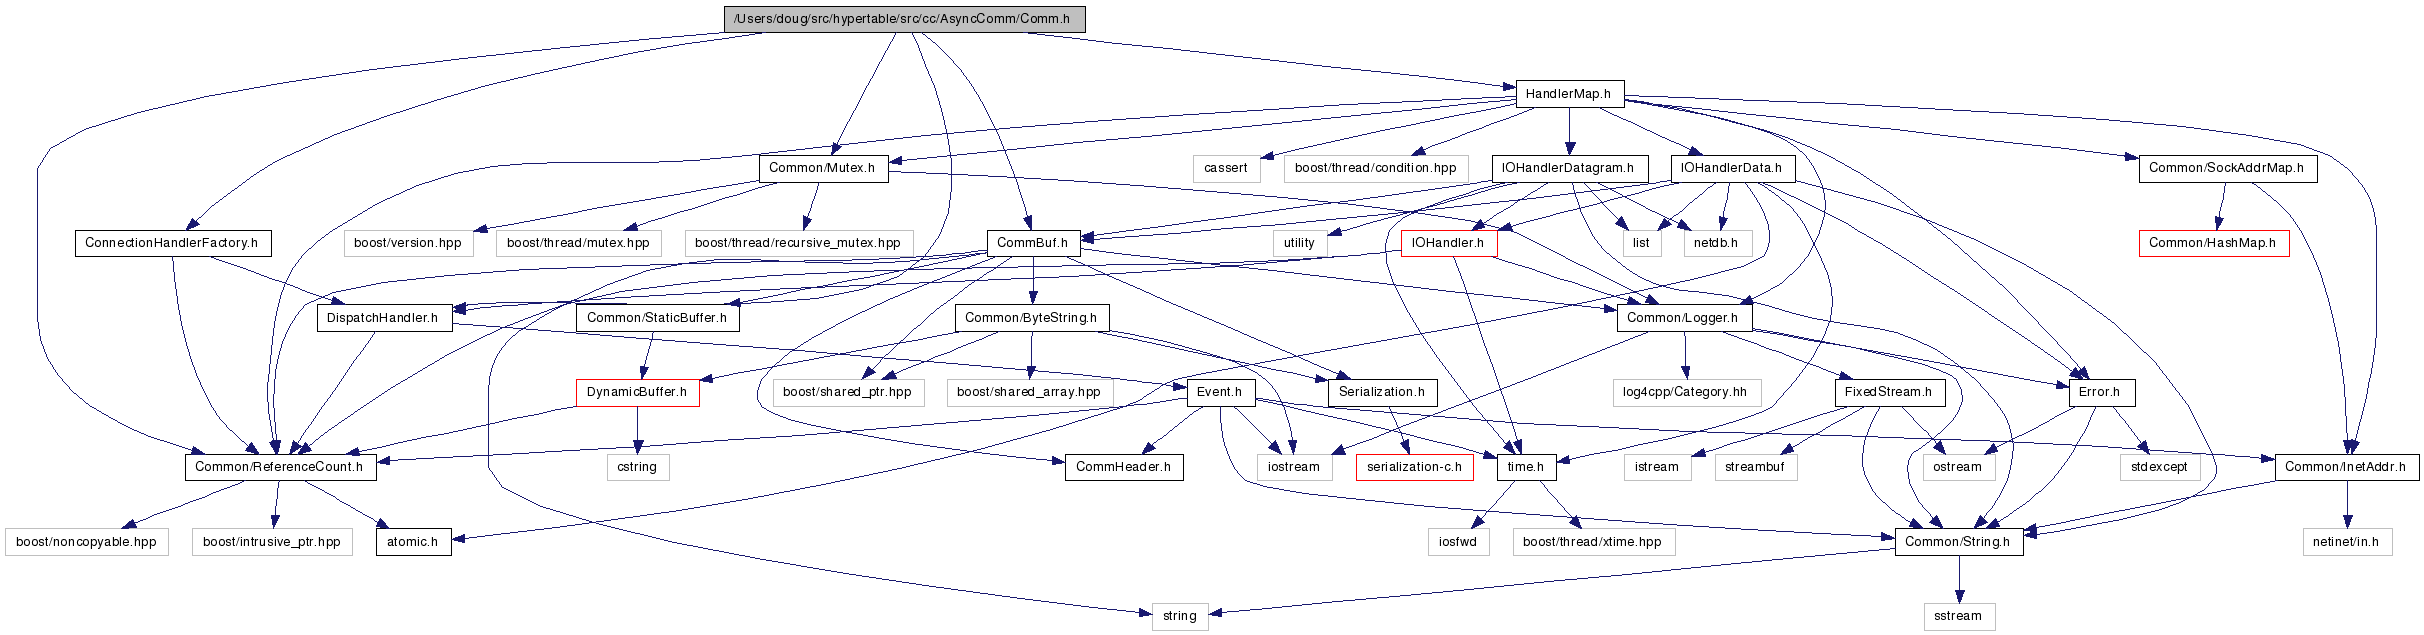 /Users/doug/src/hypertable/src/cc/AsyncComm/Comm.h
HandlerMap.h
Common/Mutex.h
cassert
boost/thread/condition.hpp
IOHandlerDatagram.h
IOHandlerData.h
Common/SockAddrMap.h
ConnectionHandlerFactory.h
boost/version.hpp
boost/thread/mutex.hpp
boost/thread/recursive_mutex.hpp
CommBuf.h
utility
IOHandler.h
list
netdb.h
Common/HashMap.h
DispatchHandler.h
Common/StaticBuffer.h
Common/ByteString.h
Common/Logger.h
DynamicBuffer.h
boost/shared_ptr.hpp
boost/shared_array.hpp
Event.h
Serialization.h
log4cpp/Category.hh
FixedStream.h
Error.h
Common/ReferenceCount.h
cstring
CommHeader.h
iostream
serialization-c.h
time.h
istream
streambuf
ostream
stdexcept
Common/InetAddr.h
boost/noncopyable.hpp
boost/intrusive_ptr.hpp
atomic.h
iosfwd
boost/thread/xtime.hpp
Common/String.h
netinet/in.h
string
sstream